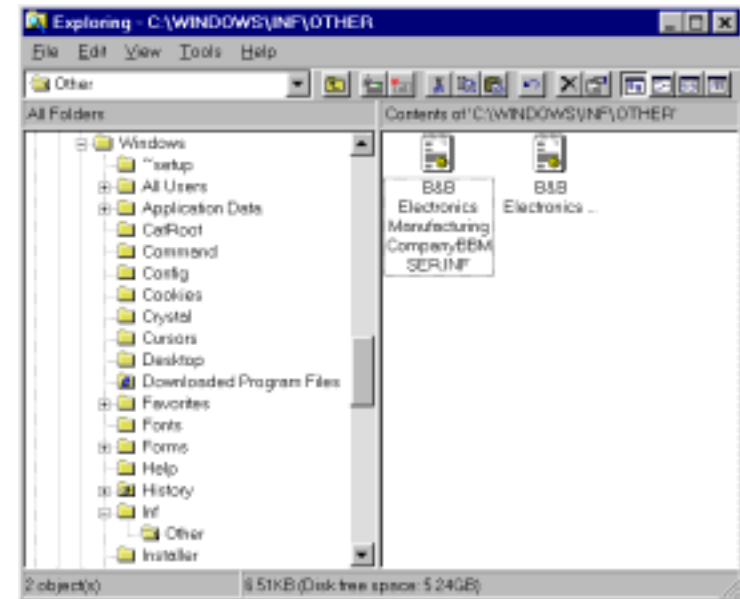 Exploring - C:\WINDOWS\INF\OTHER
File Edit View Tools Help
Other
All Folders
Contents of 'C:\WINDOWS\INF\OTHER'
Windows
~setup
All Users
Application Data
CatRoot
Command
Config
Cookies
Crystal
Cursors
Desktop
Downloaded Program Files
Favorites
Fonts
Forms
Help
History
Inf
Other
Installer
B&B
Electronics
Manufacturing
CompanyBBM
SER.INF
B&B
Electronics ...
2 object(s)
6.51KB (Disk free space: 5.24GB)